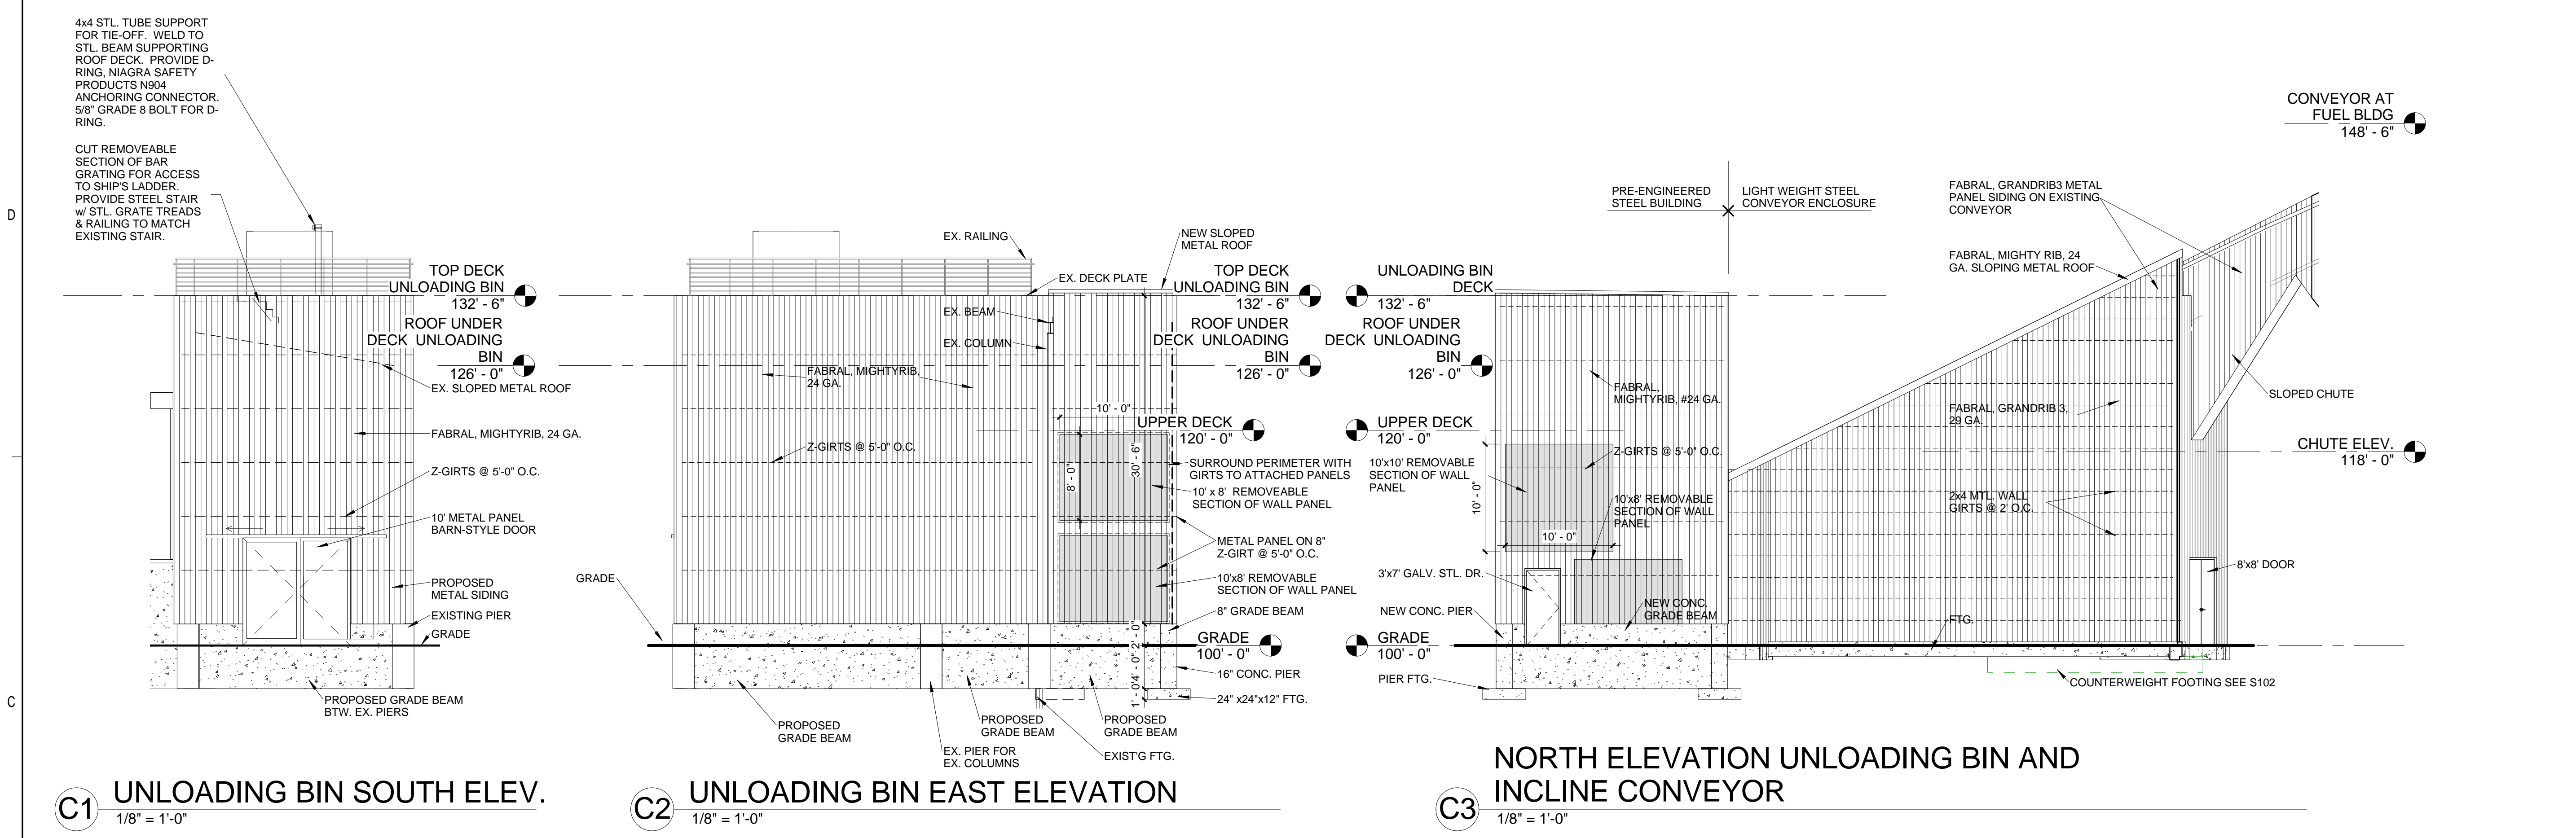 4x4 STL. TUBE SUPPORT
FOR TIE-OFF. WELD TO
STL. BEAM SUPPORTING
ROOF DECK. PROVIDE D-
RING, NIAGRA SAFETY
PRODUCTS N904
ANCHORING CONNECTOR.
5/8" GRADE 8 BOLT FOR D-
RING.
CUT REMOVEABLE
SECTION OF BAR
GRATING FOR ACCESS
TO SHIP'S LADDER.
PROVIDE STEEL STAIR
w/ STL. GRATE TREADS
& RAILING TO MATCH
EXISTING STAIR.
D
C
TOP DECK
UNLOADING BIN
132' - 6"
ROOF UNDER
DECK UNLOADING
BIN
126' - 0"
EX. SLOPED METAL ROOF
FABRAL, MIGHTYRIB, 24 GA.
Z-GIRTS @ 5'-0" O.C.
10' METAL PANEL
BARN-STYLE DOOR
PROPOSED
METAL SIDING
EXISTING PIER
GRADE
PROPOSED GRADE BEAM
BTW. EX. PIERS
C1
UNLOADING BIN SOUTH ELEV.
1/8" = 1'-0"
EX. RAILING
NEW SLOPED
METAL ROOF
EX. DECK PLATE
TOP DECK
UNLOADING BIN
132' - 6"
EX. BEAM
EX. COLUMN
ROOF UNDER
DECK UNLOADING
BIN
126' - 0"
FABRAL, MIGHTYRIB,
24 GA.
10' - 0"
UPPER DECK
120' - 0"
Z-GIRTS @ 5'-0" O.C.
8' - 0"
30' - 6"
SURROUND PERIMETER WITH
GIRTS TO ATTACHED PANELS
10' x 8' REMOVEABLE
SECTION OF WALL PANEL
METAL PANEL ON 8"
Z-GIRT @ 5'-0" O.C.
10'x8' REMOVABLE
SECTION OF WALL PANEL
8" GRADE BEAM
GRADE
GRADE
100' - 0"
2' - 0"
4' - 0"
1' - 0"
16" CONC. PIER
24" x24"x12" FTG.
PROPOSED
GRADE BEAM
EX. PIER FOR
EX. COLUMNS
PROPOSED
GRADE BEAM
PROPOSED
GRADE BEAM
EXIST'G FTG.
C2
UNLOADING BIN EAST ELEVATION
1/8" = 1'-0"
CONVEYOR AT
FUEL BLDG
148' - 6"
PRE-ENGINEERED
STEEL BUILDING
LIGHT WEIGHT STEEL
CONVEYOR ENCLOSURE
FABRAL, GRANDRIB3 METAL
PANEL SIDING ON EXISTING
CONVEYOR
FABRAL, MIGHTY RIB, 24
GA. SLOPING METAL ROOF
UNLOADING BIN
DECK
132' - 6"
ROOF UNDER
DECK UNLOADING
BIN
126' - 0"
FABRAL,
MIGHTYRIB, #24 GA.
UPPER DECK
120' - 0"
Z-GIRTS @ 5'-0" O.C.
10'x10' REMOVABLE
SECTION OF WALL
PANEL
10' - 0"
10' - 0"
10'x8' REMOVABLE
SECTION OF WALL
PANEL
3'x7' GALV. STL. DR.
NEW CONC. PIER
NEW CONC.
GRADE BEAM
GRADE
100' - 0"
PIER FTG.
FABRAL, GRANDRIB 3,
29 GA.
2x4 MTL. WALL
GIRTS @ 2' O.C.
FTG.
SLOPED CHUTE
CHUTE ELEV.
118' - 0"
8'x8' DOOR
COUNTERWEIGHT FOOTING SEE S102
C3
NORTH ELEVATION UNLOADING BIN AND
INCLINE CONVEYOR
1/8" = 1'-0"